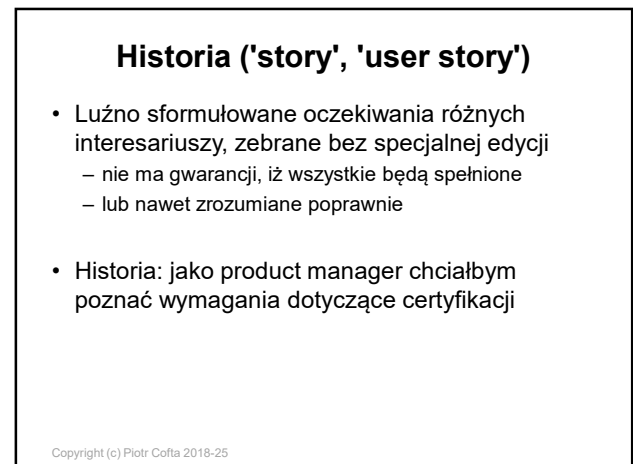 Historia ('story', 'user story')
• Luźno sformułowane oczekiwania różnych
interesariuszy, zebrane bez specjalnej edycji
– nie ma gwarancji, iż wszystkie będą spełnione
– lub nawet zrozumiane poprawnie
• Historia: jako product manager chciałbym
poznać wymagania dotyczące certyfikacji
Copyright (c) Piotr Cofta 2018-25